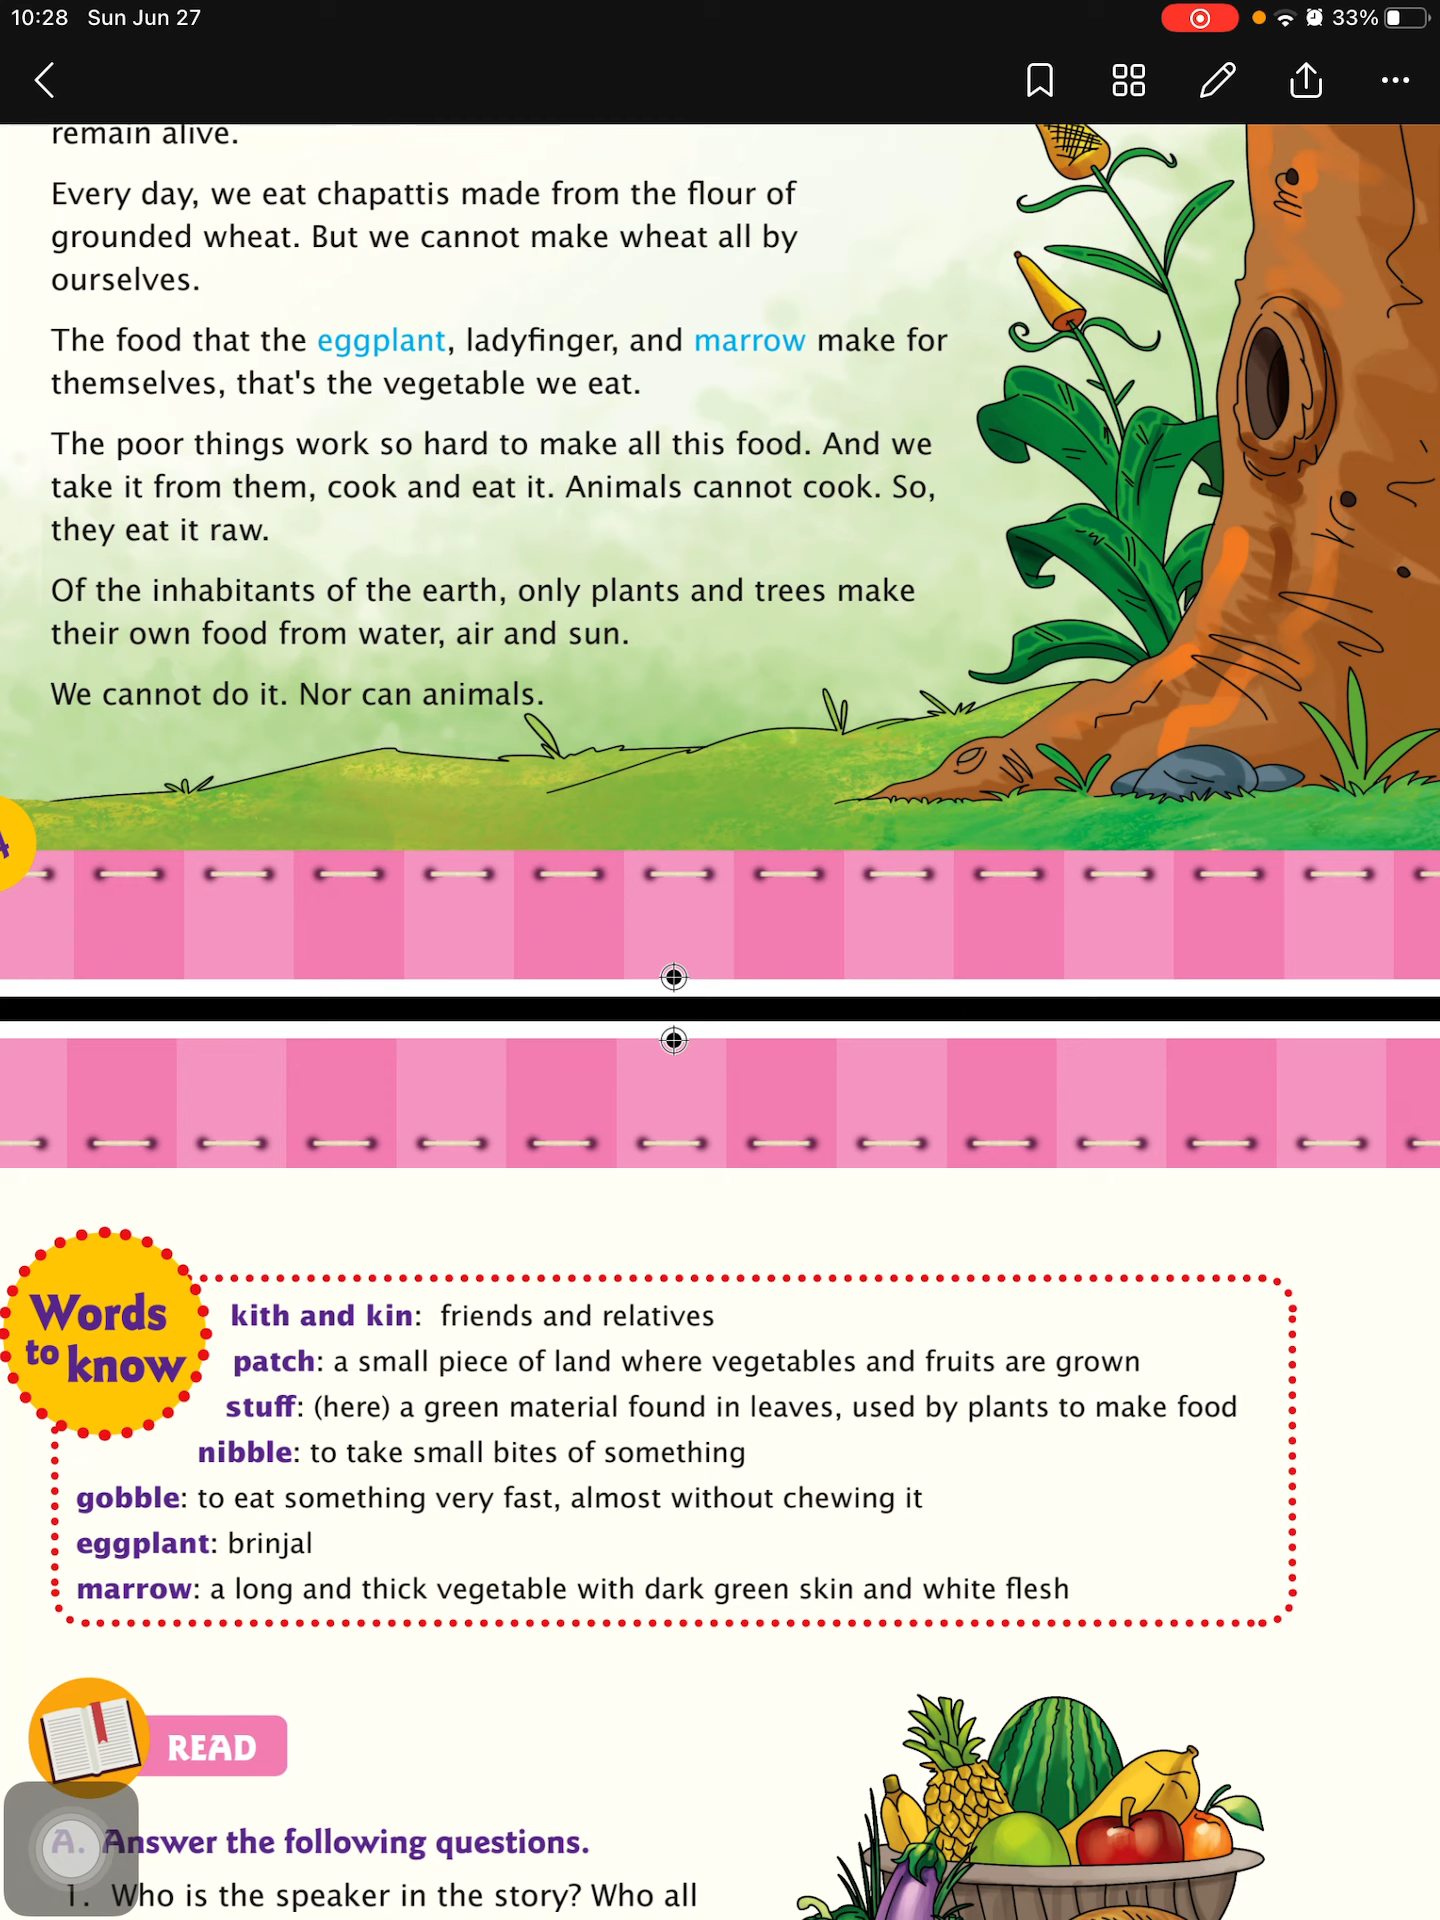 10:28 Sun Jun 27
33%
remain alive.
Every day, we eat chapattis made from the flour of
grounded wheat. But we cannot make wheat all by
ourselves.
The food that the eggplant, ladyfinger, and marrow make for
themselves, that's the vegetable we eat.
The poor things work so hard to make all this food. And we
take it from them, cook and eat it. Animals cannot cook. So,
they eat it raw.
Of the inhabitants of the earth, only plants and trees make
their own food from water, air and sun.
We cannot do it. Nor can animals.
Words
to know
kith and kin: friends and relatives
patch: a small piece of land where vegetables and fruits are grown
stuff: (here) a green material found in leaves, used by plants to make food
nibble: to take small bites of something
gobble: to eat something very fast, almost without chewing it
eggplant: brinjal
marrow: a long and thick vegetable with dark green skin and white flesh
READ
A. Answer the following questions.
1. Who is the speaker in the story? Who all